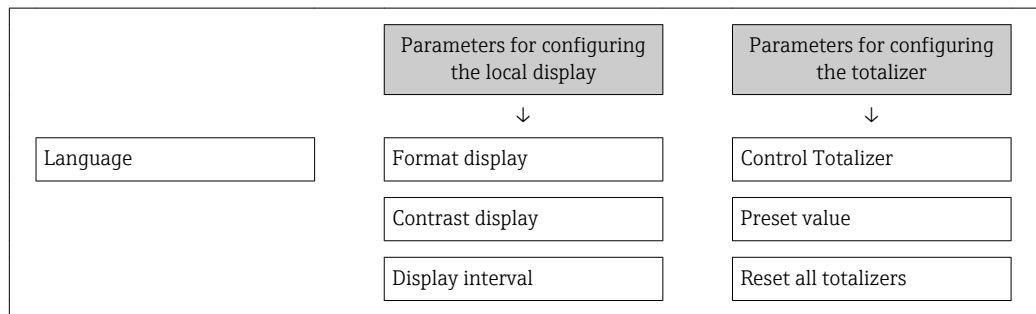 Parameters for configuring
the local display
Parameters for configuring
the totalizer
↓
↓
Language
Format display
Control Totalizer
Contrast display
Preset value
Display interval
Reset all totalizers